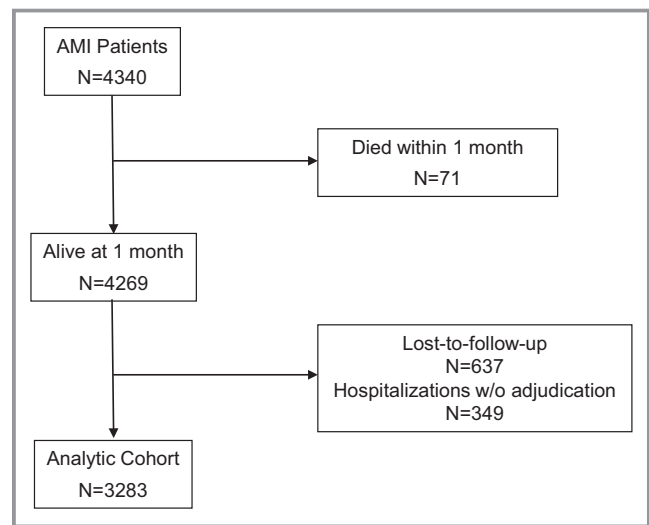 AMI Patients
N=4340
Died within 1 month
N=71
Alive at 1 month
N=4269
Lost-to-follow-up
N=637
Hospitalizations w/o adjudication
N=349
Analytic Cohort
N=3283